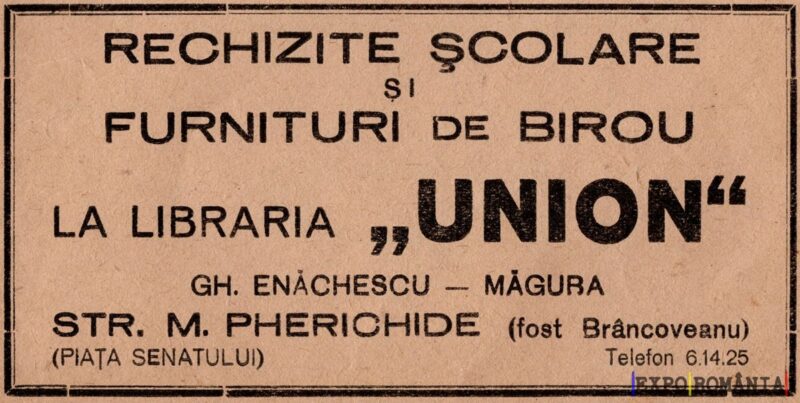 RECHIZITE ŞCOLARE
ŞI
FURNITURI DE BIROU
LA LIBRARIA „UNION“
GH. ENĂCHESCU — MĂGURA
STR. M. PHERICHIDE (fost Brâncoveanu)
(PIAȚA SENATULUI) Telefon 6.14.25
EXPO ROMÂNIA